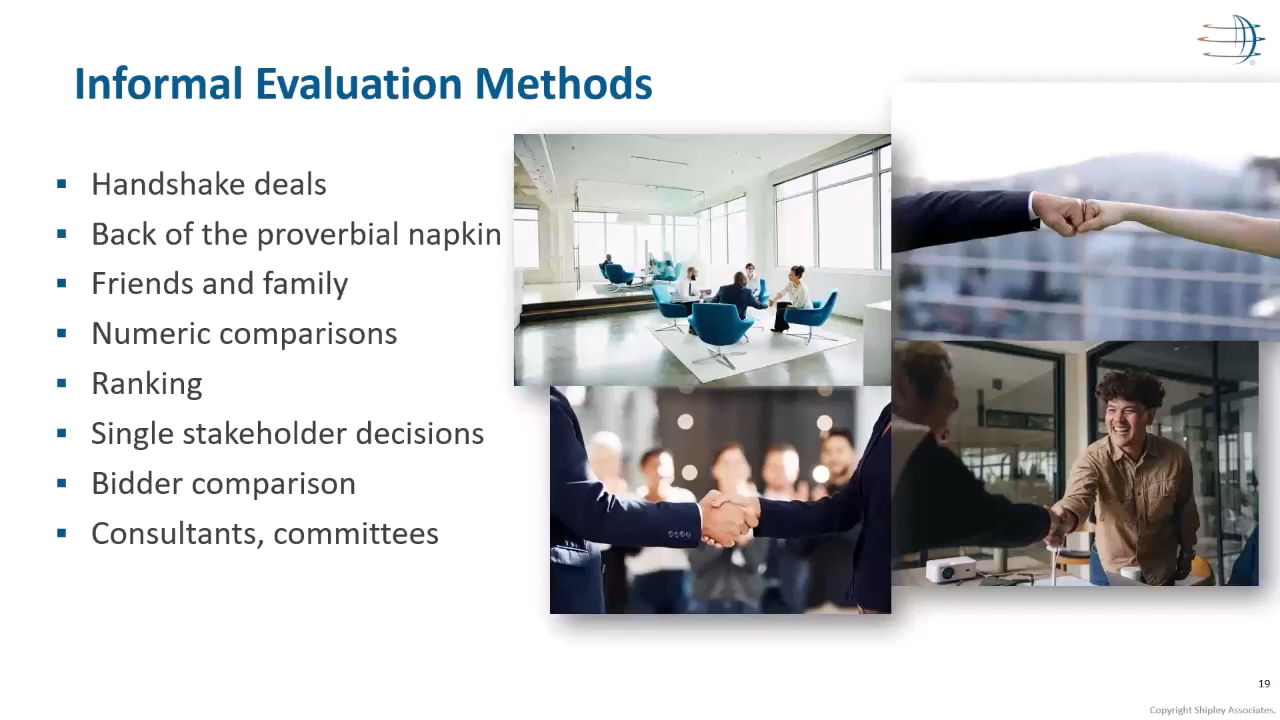 Informal Evaluation Methods
▪ Handshake deals
▪ Back of the proverbial napkin
▪ Friends and family
▪ Numeric comparisons
▪ Ranking
▪ Single stakeholder decisions
▪ Bidder comparison
▪ Consultants, committees
19
Copyright Shipley Associates.